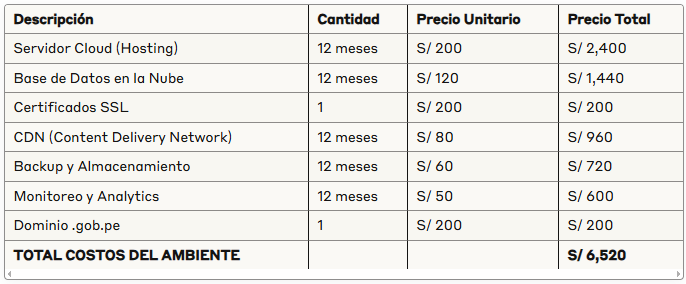 Descripción Cantidad Precio Unitario Precio Total
Servidor Cloud (Hosting) 12 meses S/ 200 S/ 2,400
Base de Datos en la Nube 12 meses S/ 120 S/ 1,440
Certificados SSL 1 S/ 200 S/ 200
CDN (Content Delivery Network) 12 meses S/ 80 S/ 960
Backup y Almacenamiento 12 meses S/ 60 S/ 720
Monitoreo y Analytics 12 meses S/ 50 S/ 600
Dominio .gob.pe 1 S/ 200 S/ 200
TOTAL COSTOS DEL AMBIENTE S/ 6,520